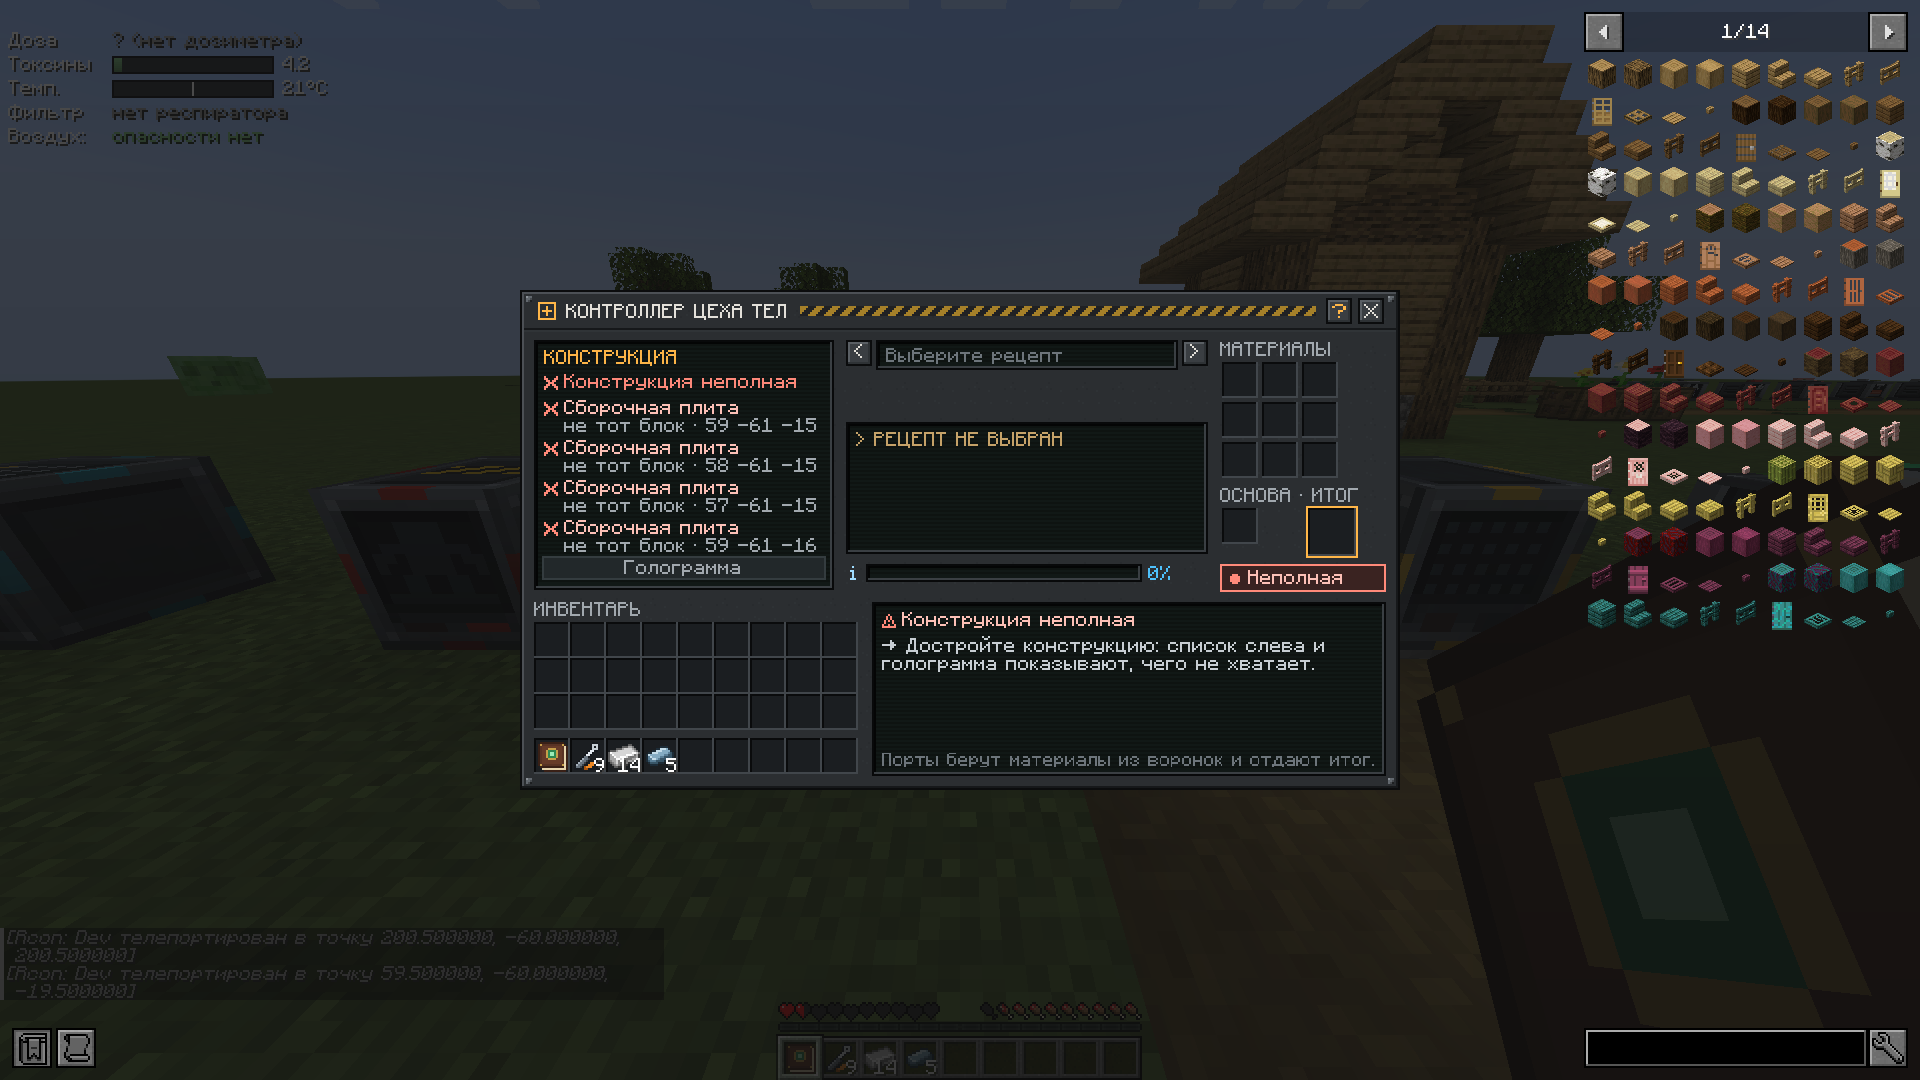 Доза ? (нет дозиметра)
Токсины 4.2
Темп. 21°C
Фильтр нет респиратора
Воздух: опасности нет
1/14
КОНТРОЛЛЕР ЦЕХА ТЕЛ
?
КОНСТРУКЦИЯ
Конструкция неполная
Сборочная плита
не тот блок · 59 -61 -15
Сборочная плита
не тот блок · 58 -61 -15
Сборочная плита
не тот блок · 57 -61 -15
Сборочная плита
не тот блок · 59 -61 -16
Голограмма
< Выберите рецепт >
> РЕЦЕПТ НЕ ВЫБРАН
i 0%
МАТЕРИАЛЫ
ОСНОВА · ИТОГ
Неполная
ИНВЕНТАРЬ
9 14 5
Конструкция неполная
→ Достройте конструкцию: список слева и
голограмма показывают, чего не хватает.
Порты берут материалы из воронок и отдают итог.
[Rcon: Dev телепортирован в точку 200.500000, -60.000000,
200.500000]
[Rcon: Dev телепортирован в точку 59.500000, -60.000000,
-19.500000]
9 14 5